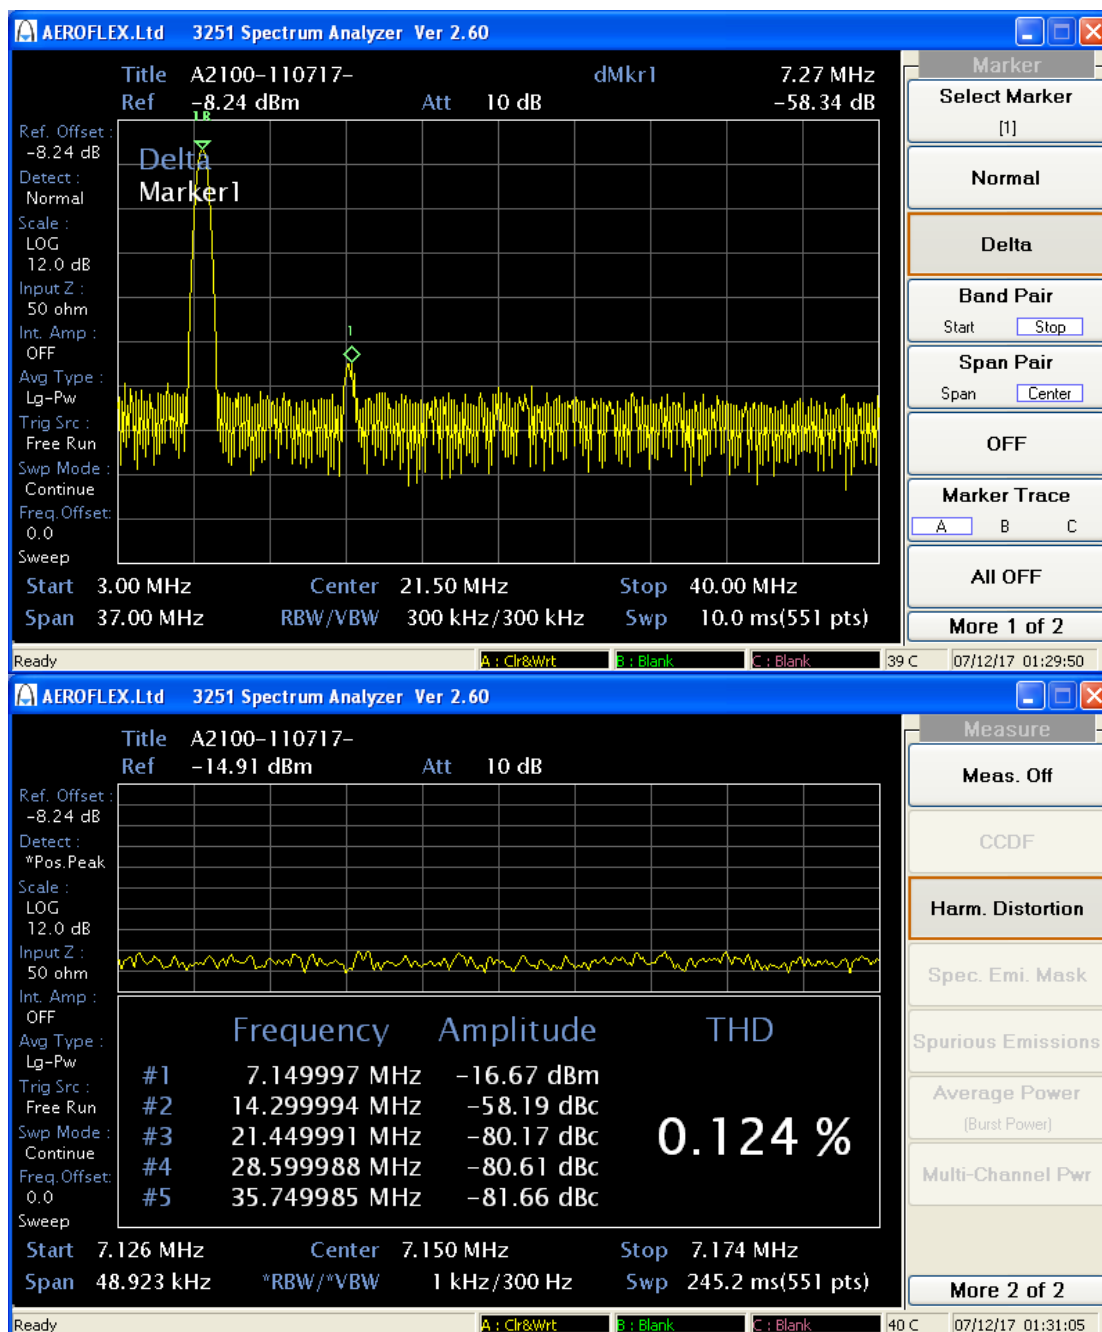 AEROFLEX.Ltd 3251 Spectrum Analyzer Ver 2.60
Title A2100-110717- dMkr1 7.27 MHz
Ref -8.24 dBm Att 10 dB -58.34 dB
Ref. Offset :
-8.24 dB
Detect :
Normal
Scale :
LOG
12.0 dB
Input Z :
50 ohm
Int. Amp :
OFF
Avg Type :
Lg-Pw
Trig Src :
Free Run
Swp Mode :
Continue
Freq.Offset:
0.0
Sweep
1R
Delta
Marker1
1
Start 3.00 MHz Center 21.50 MHz Stop 40.00 MHz
Span 37.00 MHz RBW/VBW 300 kHz/300 kHz Swp 10.0 ms(551 pts)
Marker
Select Marker
[1]
Normal
Delta
Band Pair
Start Stop
Span Pair
Span Center
OFF
Marker Trace
A B C
All OFF
More 1 of 2
Ready A : Clr&Wrt B : Blank C : Blank 39 C 07/12/17 01:29:50
AEROFLEX.Ltd 3251 Spectrum Analyzer Ver 2.60
Title A2100-110717-
Ref -14.91 dBm Att 10 dB
Ref. Offset :
-8.24 dB
Detect :
*Pos.Peak
Scale :
LOG
12.0 dB
Input Z :
50 ohm
Int. Amp :
OFF
Avg Type :
Lg-Pw
Trig Src :
Free Run
Swp Mode :
Continue
Freq.Offset:
0.0
Sweep
Frequency Amplitude THD
#1 7.149997 MHz -16.67 dBm
#2 14.299994 MHz -58.19 dBc
#3 21.449991 MHz -80.17 dBc
#4 28.599988 MHz -80.61 dBc
#5 35.749985 MHz -81.66 dBc
0.124 %
Start 7.126 MHz Center 7.150 MHz Stop 7.174 MHz
Span 48.923 kHz *RBW/*VBW 1 kHz/300 Hz Swp 245.2 ms(551 pts)
Measure
Meas. Off
CCDF
Harm. Distortion
Spec. Emi. Mask
Spurious Emissions
Average Power
(Burst Power)
Multi-Channel Pwr
More 2 of 2
Ready A : Clr&Wrt B : Blank C : Blank 40 C 07/12/17 01:31:05